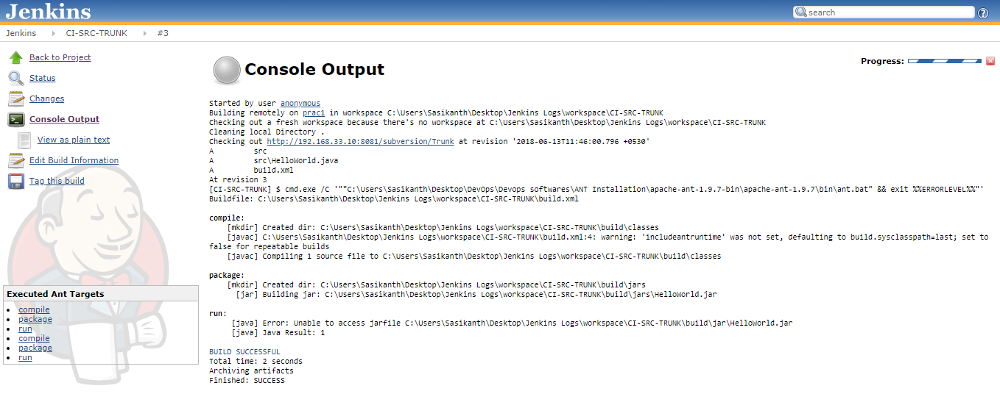 Jenkins
search
Jenkins
CI-SRC-TRUNK
#3
Back to Project
Status
Changes
Console Output
View as plain text
Edit Build Information
Tag this build
Executed Ant Targets
compile
package
run
compile
package
run
Console Output
Progress:
Started by user anonymous
Building remotely on prac1 in workspace C:\Users\Sasikanth\Desktop\Jenkins Logs\workspace\CI-SRC-TRUNK
Checking out a fresh workspace because there's no workspace at C:\Users\Sasikanth\Desktop\Jenkins Logs\workspace\CI-SRC-TRUNK
Cleaning local Directory .
Checking out http://192.168.33.10:8081/subversion/Trunk at revision '2018-06-13T11:46:00.796 +0530'
A         src
A         src\HelloWorld.java
A         build.xml
At revision 3
[CI-SRC-TRUNK] $ cmd.exe /C '""C:\Users\Sasikanth\Desktop\DevOps\Devops softwares\ANT Installation\apache-ant-1.9.7-bin\apache-ant-1.9.7\bin\ant.bat" && exit %%ERRORLEVEL%%"'
Buildfile: C:\Users\Sasikanth\Desktop\Jenkins Logs\workspace\CI-SRC-TRUNK\build.xml
compile:
[mkdir] Created dir: C:\Users\Sasikanth\Desktop\Jenkins Logs\workspace\CI-SRC-TRUNK\build\classes
[javac] C:\Users\Sasikanth\Desktop\Jenkins Logs\workspace\CI-SRC-TRUNK\build.xml:4: warning: 'includeantruntime' was not set, defaulting to build.sysclasspath=last; set to
false for repeatable builds
[javac] Compiling 1 source file to C:\Users\Sasikanth\Desktop\Jenkins Logs\workspace\CI-SRC-TRUNK\build\classes
package:
[mkdir] Created dir: C:\Users\Sasikanth\Desktop\Jenkins Logs\workspace\CI-SRC-TRUNK\build\jars
[jar] Building jar: C:\Users\Sasikanth\Desktop\Jenkins Logs\workspace\CI-SRC-TRUNK\build\jars\HelloWorld.jar
run:
[java] Error: Unable to access jarfile C:\Users\Sasikanth\Desktop\Jenkins Logs\workspace\CI-SRC-TRUNK\build\jar\HelloWorld.jar
[java] Java Result: 1
BUILD SUCCESSFUL
Total time: 2 seconds
Archiving artifacts
Finished: SUCCESS